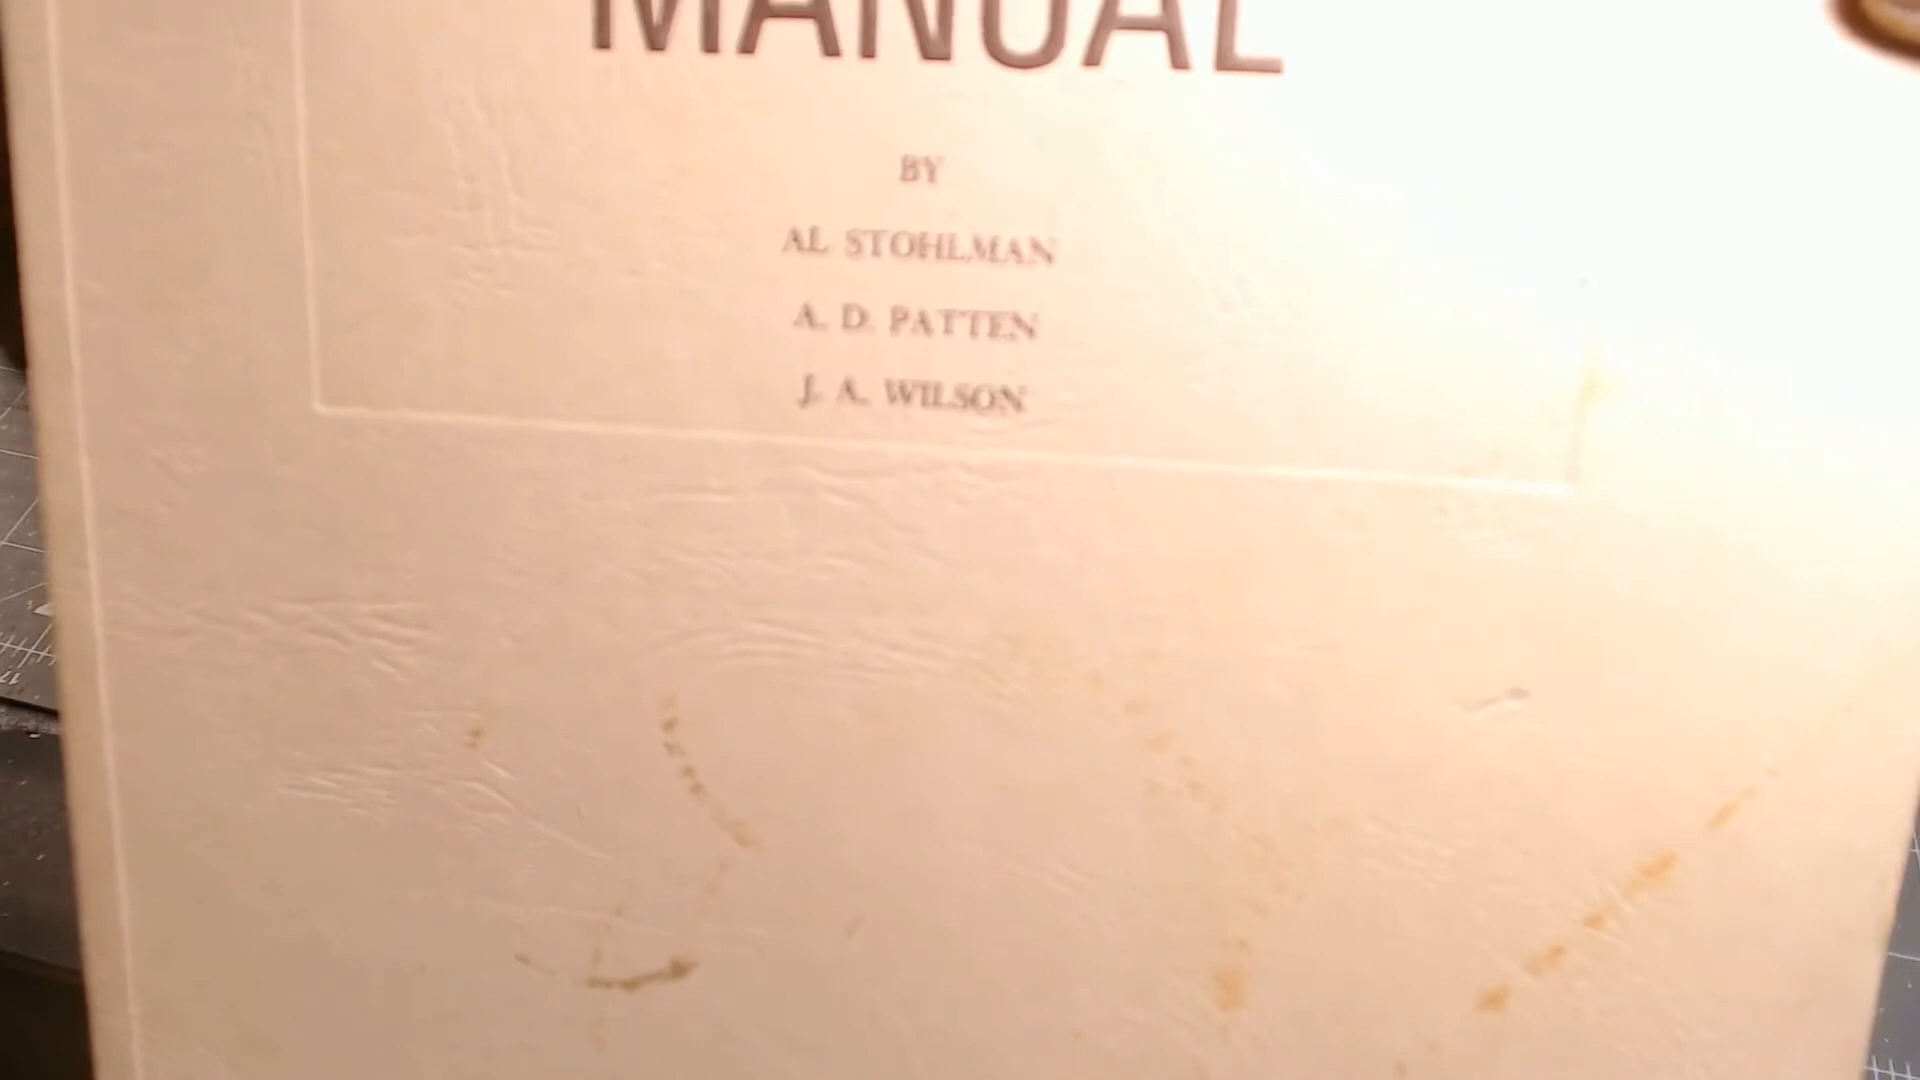 MANUAL
BY
AL STOHLMAN
A. D. PATTEN
J. A. WILSON